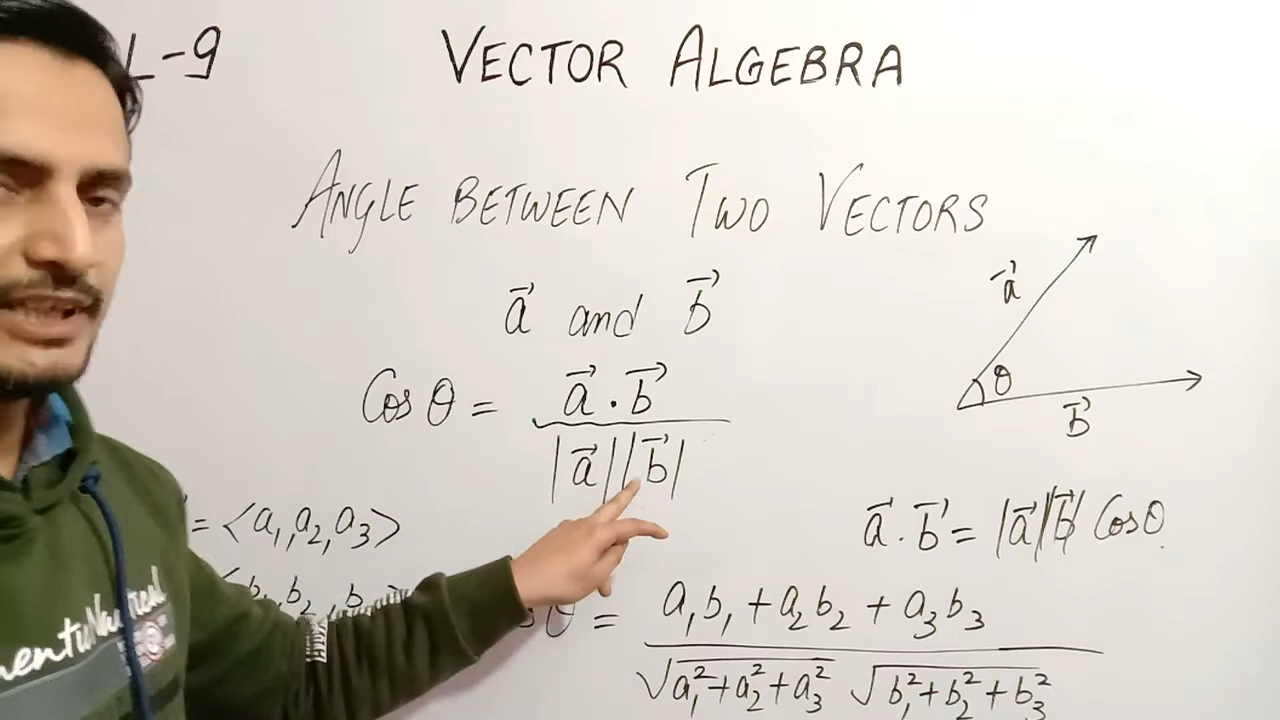 L-9
VECTOR ALGEBRA
ANGLE BETWEEN TWO VECTORS
a⃗ and b⃗
Cos θ = a⃗ . b⃗ / |a⃗||b⃗|
a⃗
θ
b⃗
= <a₁, a₂, a₃>
a⃗ . b⃗ = |a⃗||b⃗| Cos θ
θ = a₁b₁ + a₂b₂ + a₃b₃ / √a₁² + a₂² + a₃² √b₁² + b₂² + b₃²